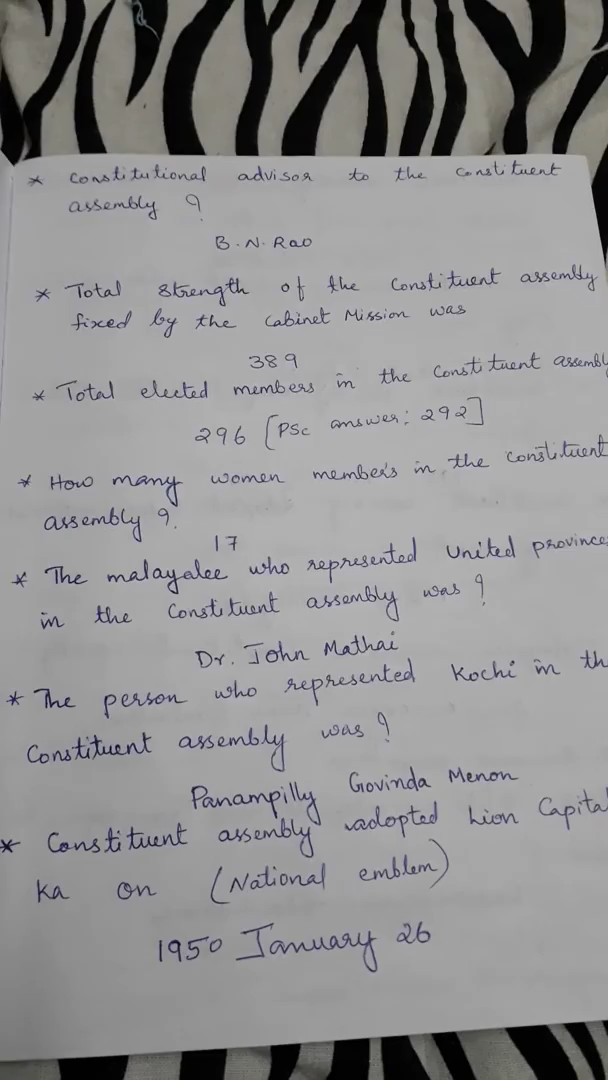 * Constitutional advisor to the Constituent
assembly ?
B.N. Rao
* Total Strength of the Constituent assembly
fixed by the Cabinet Mission was
389
* Total elected members in the Constituent assembl
296 [PSC answer: 292]
* How many women members in the Constituent
assembly ?
17
* The malayalee who represented United province
in the Constituent assembly was ?
Dr. John Mathai
* The person who represented Kochi in th
Constituent assembly was ?
Panampilly Govinda Menon
* Constituent assembly adopted Lion Capital
ka on (National emblem)
1950 January 26